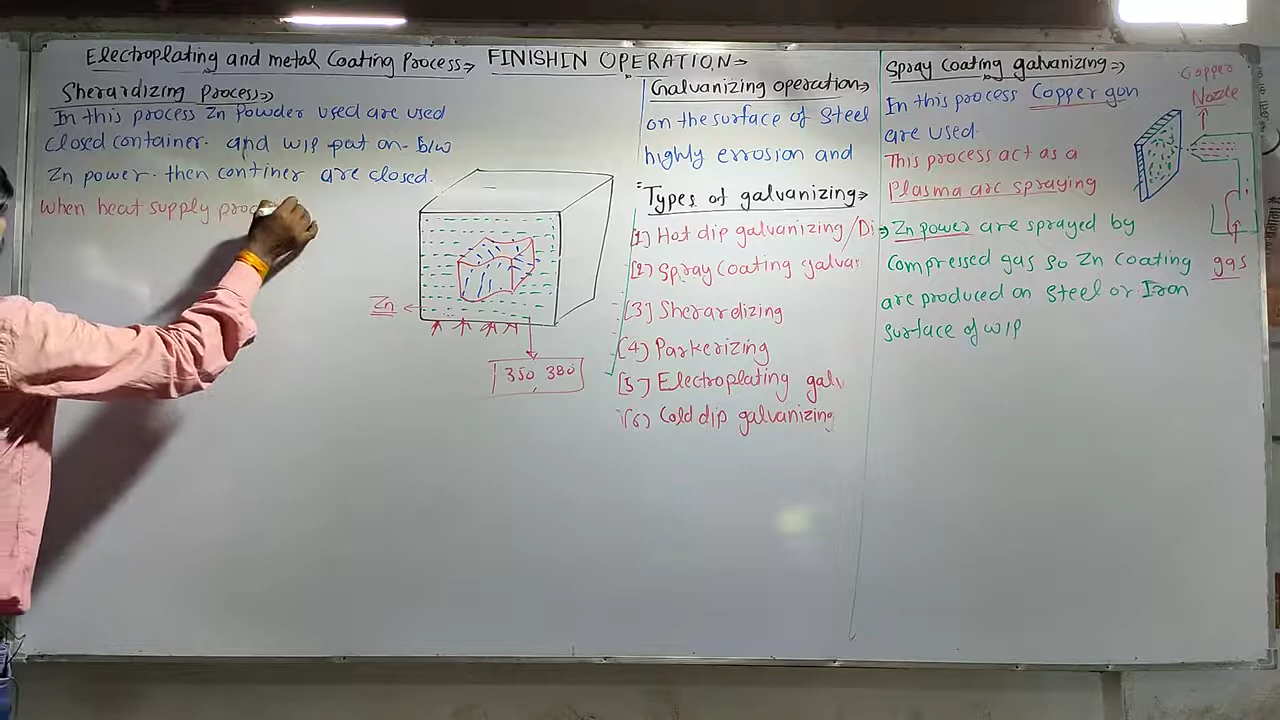 Electroplating and metal Coating Process⇒ FINISHIN OPERATION⇒
Sherardizing Process⇒
In this process Zn Powder used are used
closed container. and W/P put on B/W
Zn power. then continer are closed.
when heat supply proc
Zn
350 380
Galvanizing operation⇒
on the surface of Steel
highly errosion and
Types of galvanizing⇒
[1] Hot dip galvanizing/Di
[2] Spray Coating galvan
[3] Sherardizing
[4] Parkerizing
[5] Electroplating galv
(6) Cold dip galvanizing
Spray Coating galvanizing⇒
In this process Copper gun
are used.
This process act as a
Plasma arc spraying
⇒ Zn power are sprayed by
Compressed gas so Zn Coating
are produced on Steel or Iron
surface of W/P
Copper
Nozzle
gas